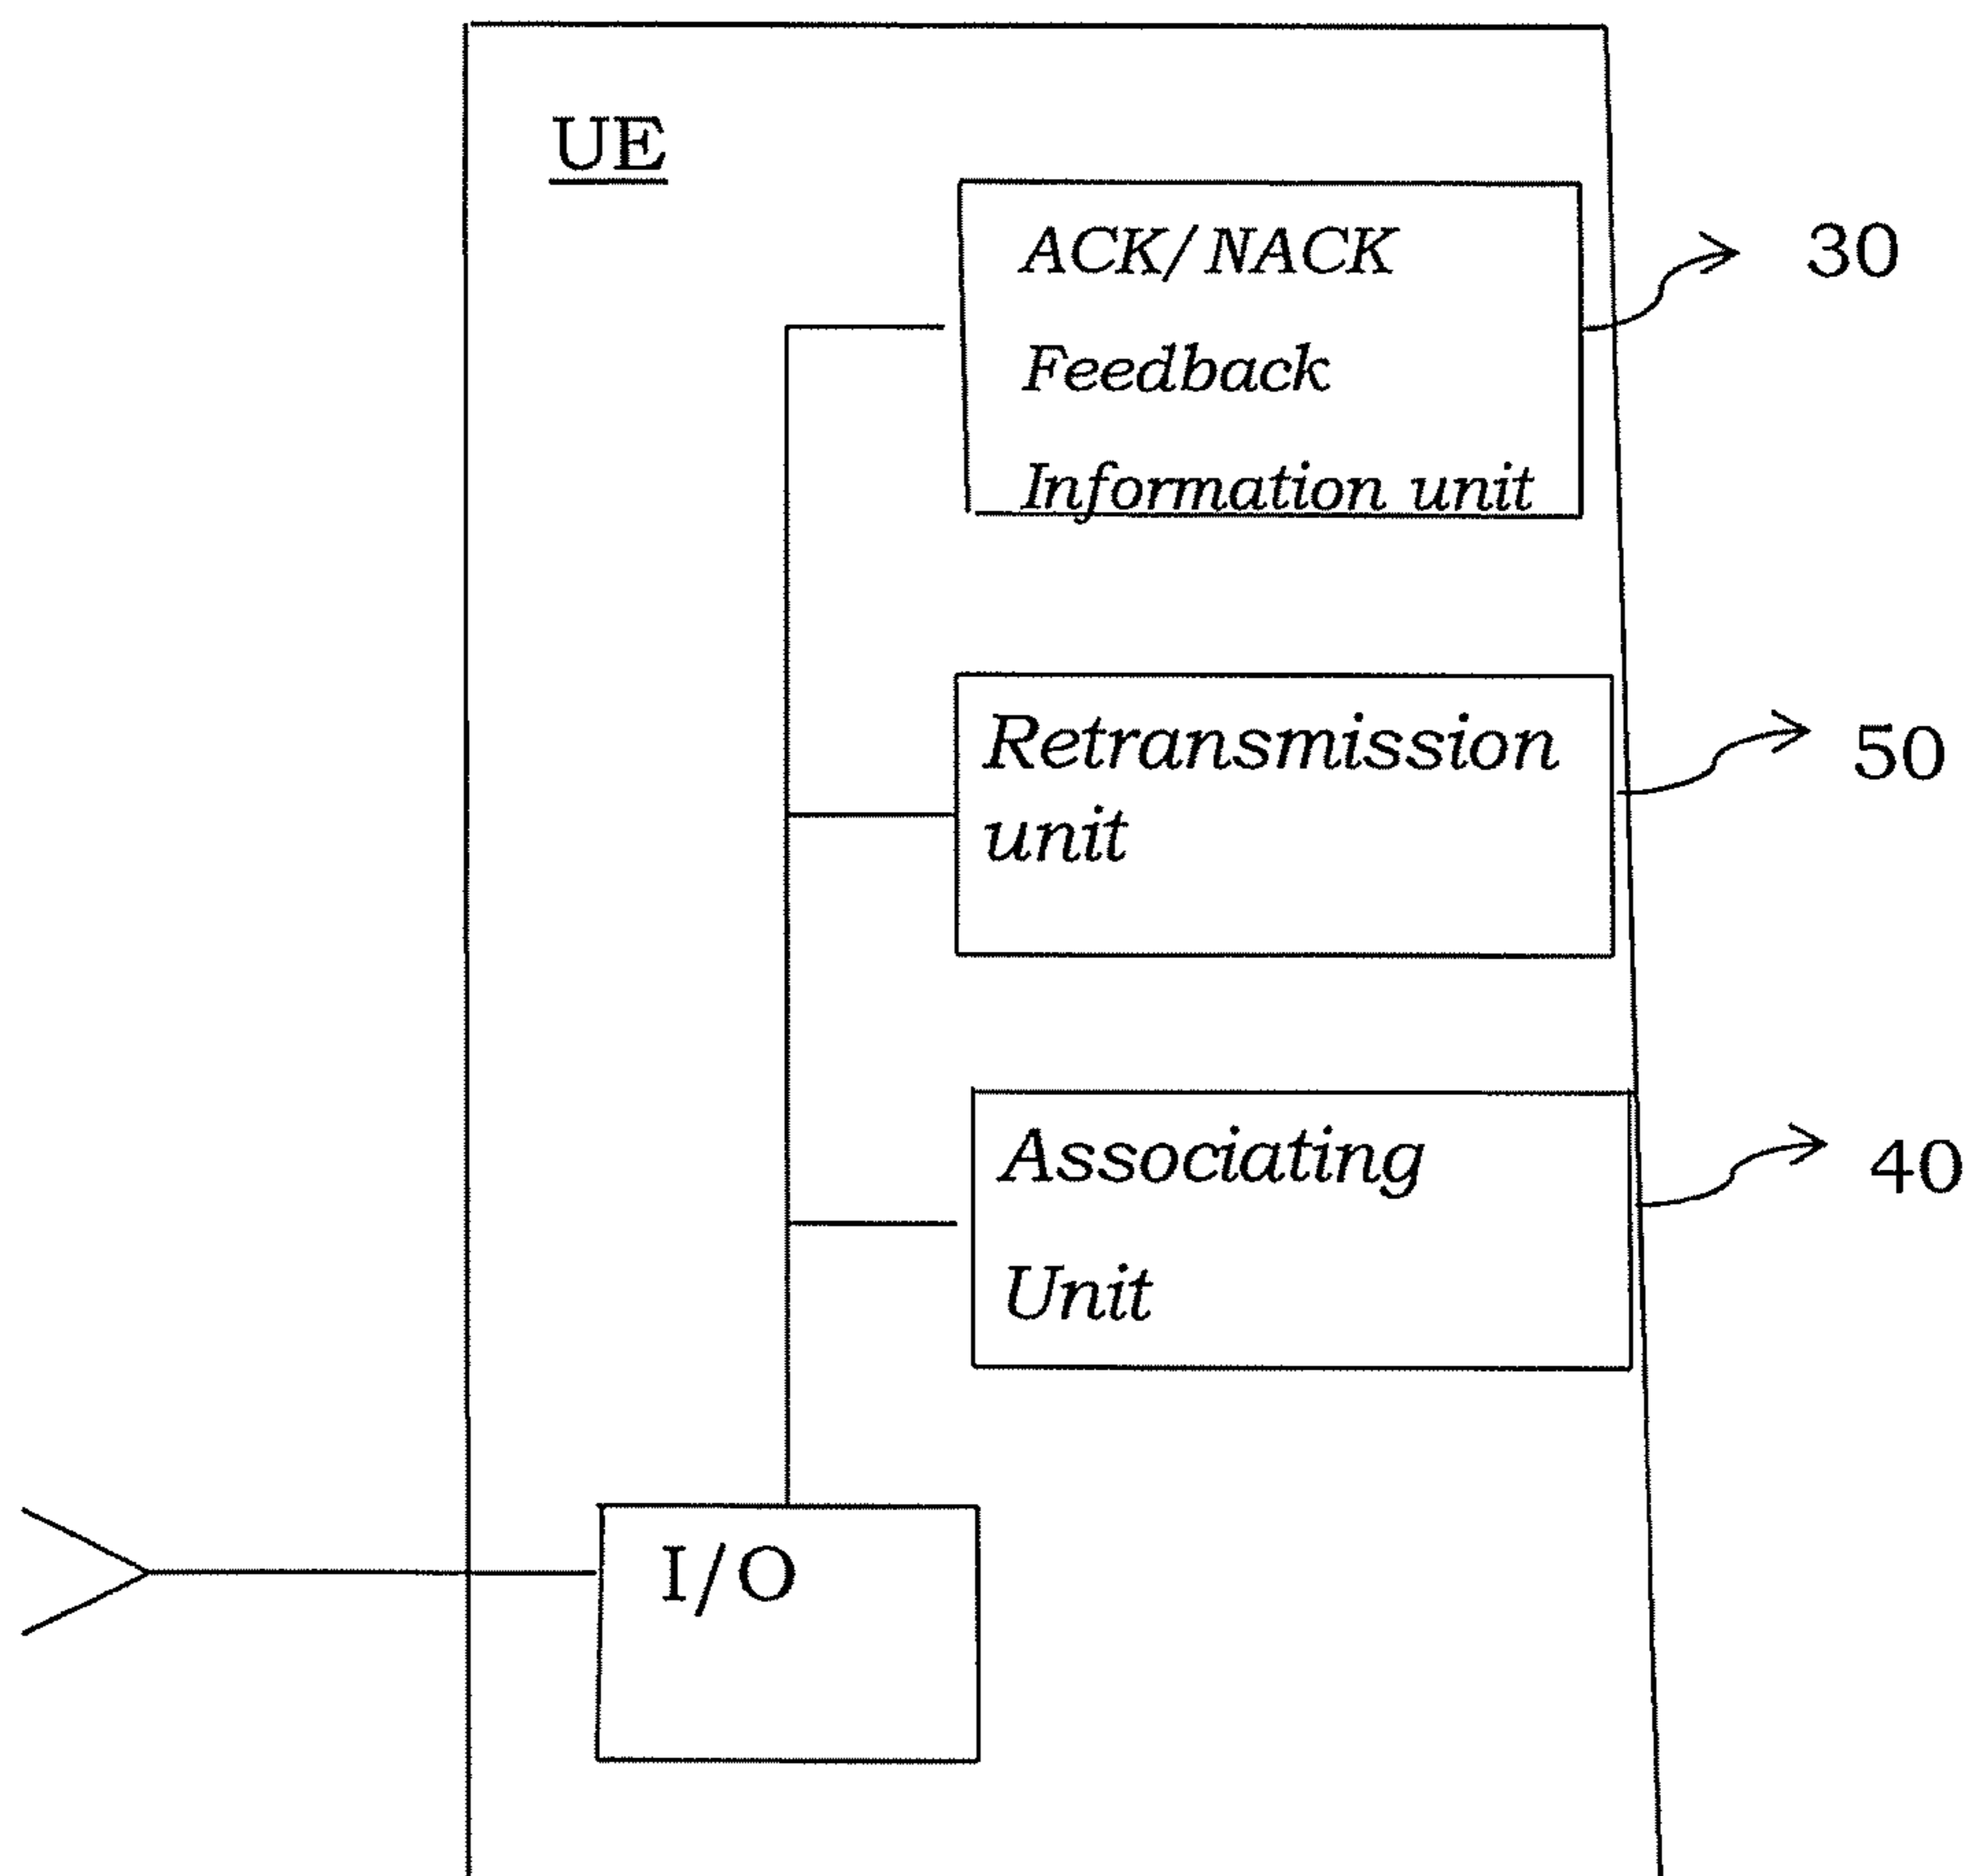 UE
ACK/NACK
Feedback
Information unit
30
Retransmission
unit
50
Associating
Unit
40
I/O